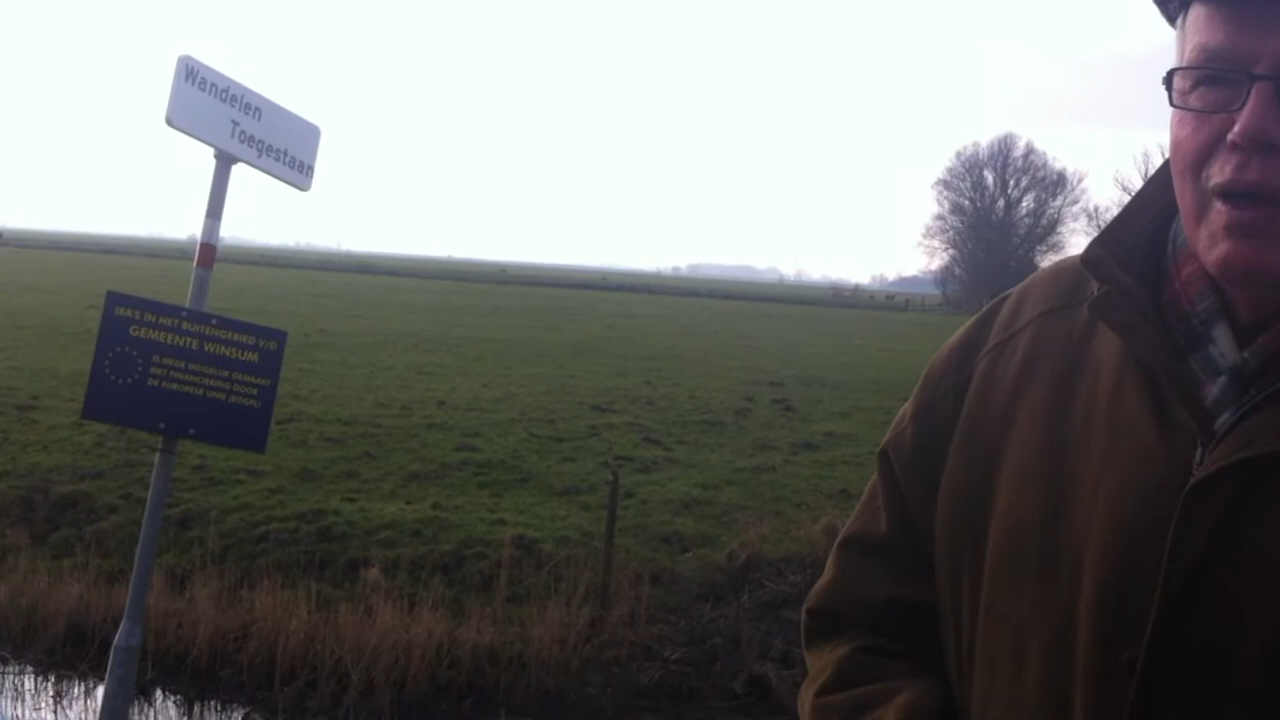 Wandelen
Toegestaan
IBA'S IN HET BUITENGEBIED V/D
GEMEENTE WINSUM
IS MEDE MOGELIJK GEMAAKT
MET FINANCIERING DOOR
DE EUROPESE UNIE (EOGFL)